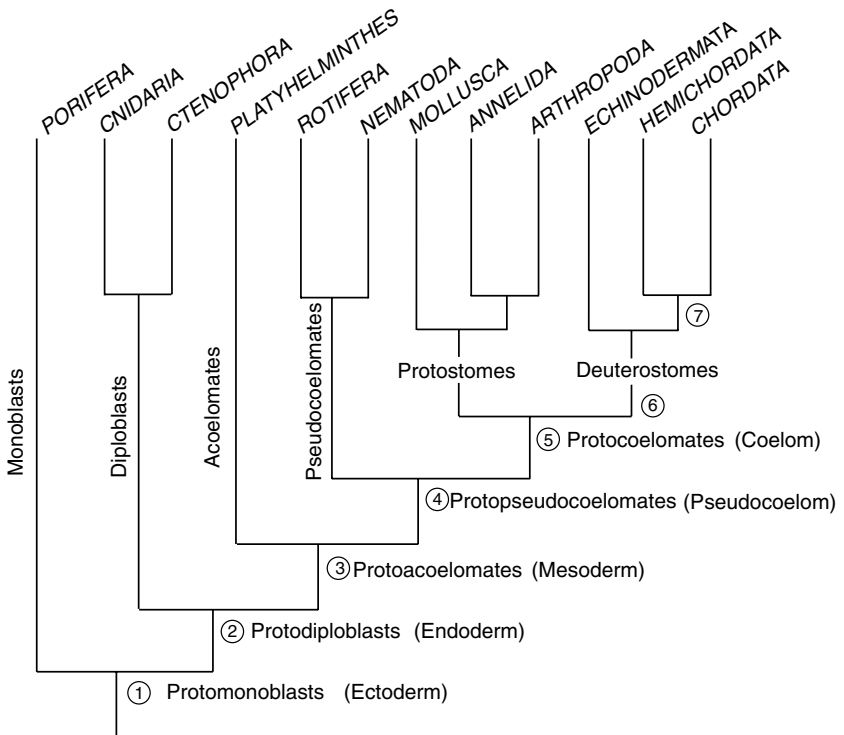 PORIFERA
CNIDARIA
CTENOPHORA
PLATYHELMINTHES
ROTIFERA
NEMATODA
MOLLUSCA
ANNELIDA
ARTHROPODA
ECHINODERMATA
HEMICHORDATA
CHORDATA
Monoblasts
Diploblasts
Acoelomates
Pseudocoelomates
7
Protostomes
Deuterostomes
6
5 Protocoelomates (Coelom)
4 Protopseudocoelomates (Pseudocoelom)
3 Protoacoelomates (Mesoderm)
2 Protodiploblasts (Endoderm)
1 Protomonoblasts (Ectoderm)